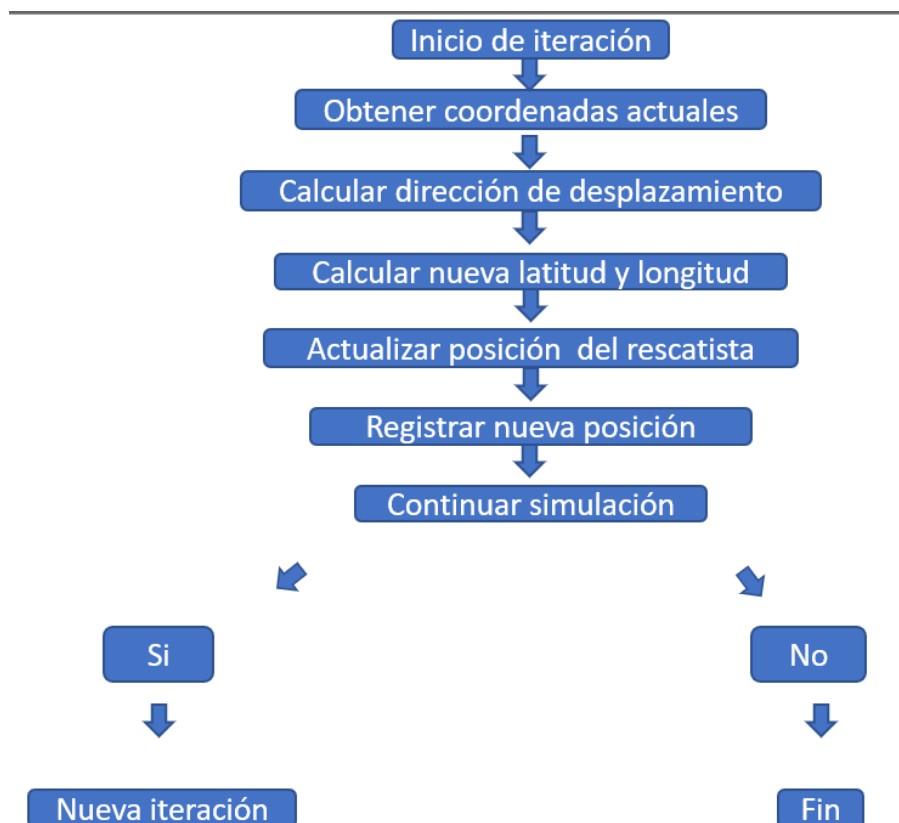 Inicio de iteración
Obtener coordenadas actuales
Calcular dirección de desplazamiento
Calcular nueva latitud y longitud
Actualizar posición  del rescatista
Registrar nueva posición
Continuar simulación
Si
No
Nueva iteración
Fin